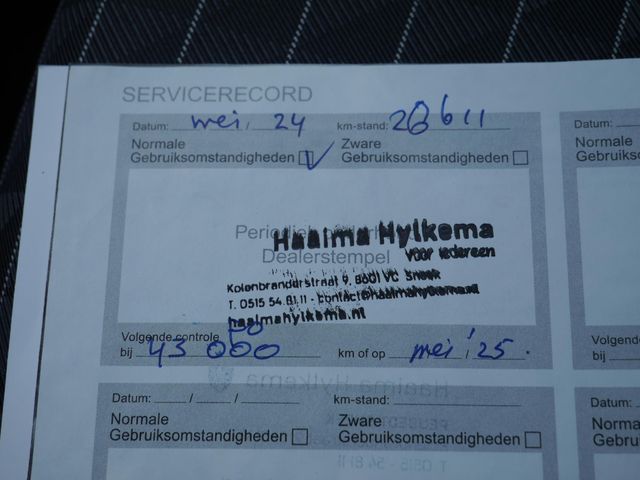 SERVICERECORD
Datum: mei, 24 km-stand: 28611
Normale Zware
Gebruiksomstandigheden Gebruiksomstandigheden
Haaima Hylkema
Dealerstempel voor iedereen
Kolenbranderstraat 9, 8601 VC Sneek
T. 0515 54 81 11 - contact@haaimahylkema.nl
haaimahylkema.nl
Volgende controle
bij 45 000 km of op mei '25.
Datum: / / km-stand:
Normale Zware
Gebruiksomstandigheden Gebruiksomstandigheden
Datum:
Normale
Gebruiks
Volgende
bij
Datum:
Norma
Gebru